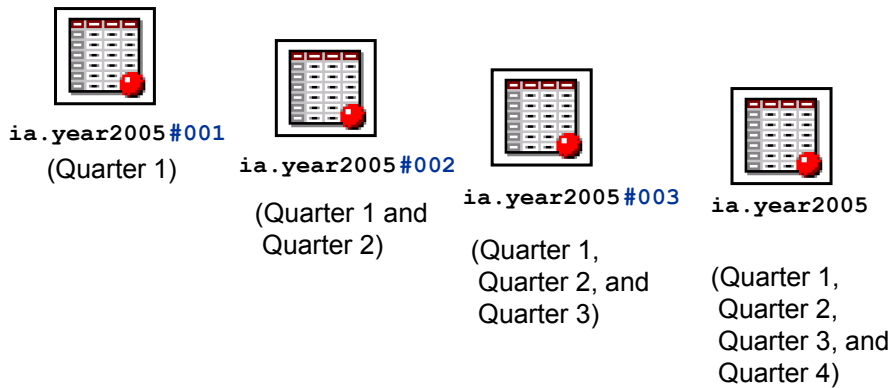 ia.year2005#001
(Quarter 1)
ia.year2005#002
(Quarter 1 and
Quarter 2)
ia.year2005#003
(Quarter 1,
Quarter 2, and
Quarter 3)
ia.year2005
(Quarter 1,
Quarter 2,
Quarter 3, and
Quarter 4)